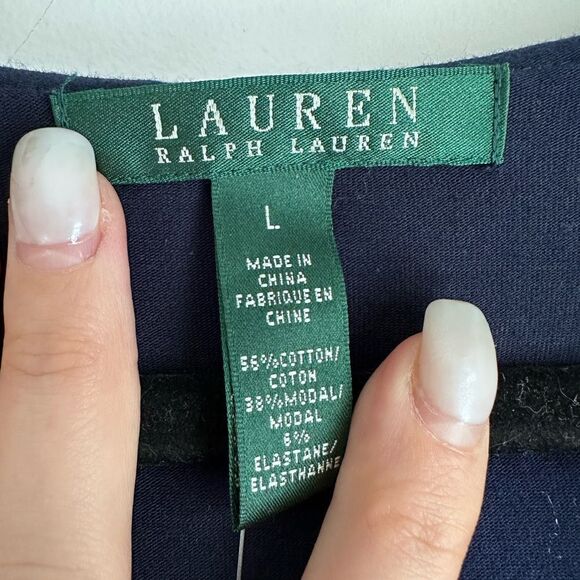 LAUREN
RALPH LAUREN
L
MADE IN
CHINA
FABRIQUE EN
CHINE
56%COTTON/
COTON
38%MODAL/
MODAL
6%
ELASTANE/
ELASTHANNE